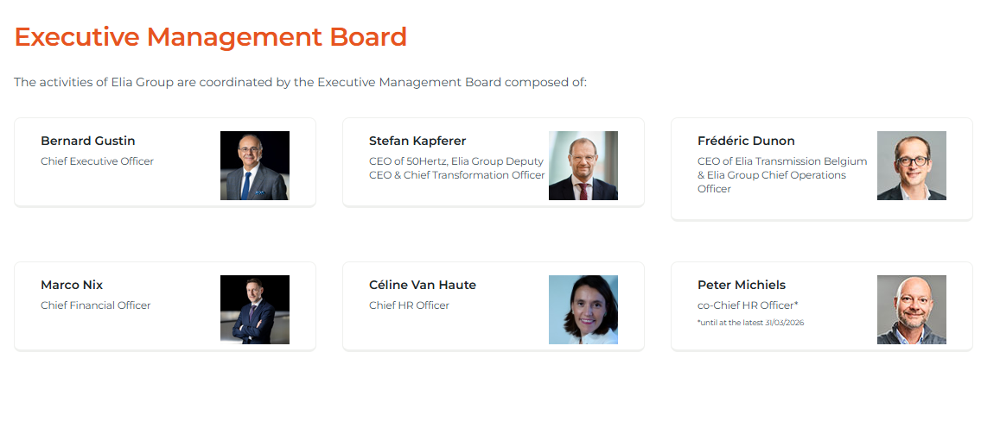 Executive Management Board
The activities of Elia Group are coordinated by the Executive Management Board composed of:
Bernard Gustin
Chief Executive Officer
Stefan Kapferer
CEO of 50Hertz, Elia Group Deputy
CEO & Chief Transformation Officer
Frédéric Dunon
CEO of Elia Transmission Belgium
& Elia Group Chief Operations
Officer
Marco Nix
Chief Financial Officer
Céline Van Haute
Chief HR Officer
Peter Michiels
co-Chief HR Officer*
*until at the latest 31/03/2026